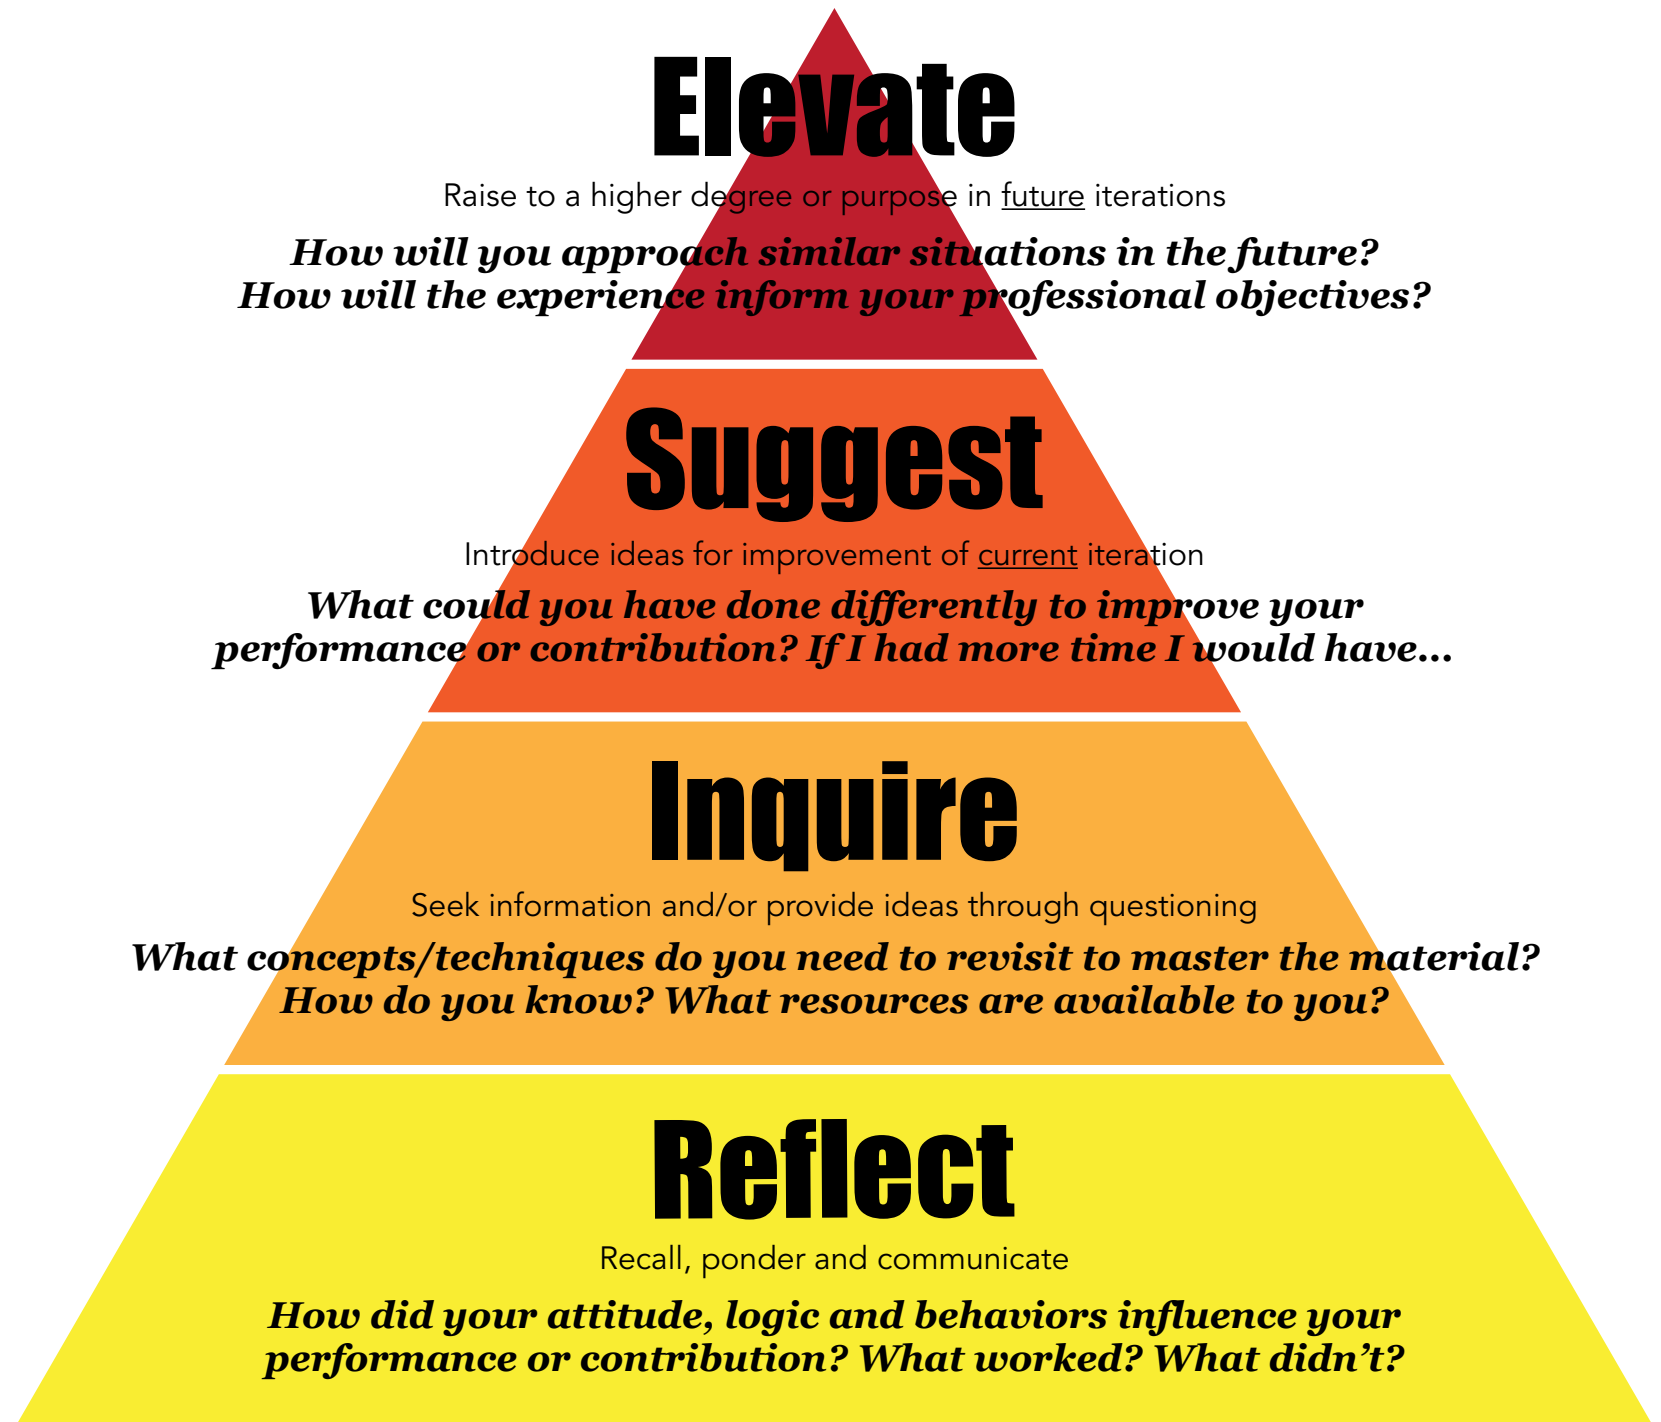 Elevate
Raise to a higher degree or purpose in future iterations
How will you approach similar situations in the future?
How will the experience inform your professional objectives?
Suggest
Introduce ideas for improvement of current iteration
What could you have done differently to improve your
performance or contribution? If I had more time I would have...
Inquire
Seek information and/or provide ideas through questioning
What concepts/techniques do you need to revisit to master the material?
How do you know? What resources are available to you?
Reflect
Recall, ponder and communicate
How did your attitude, logic and behaviors influence your
performance or contribution? What worked? What didn’t?